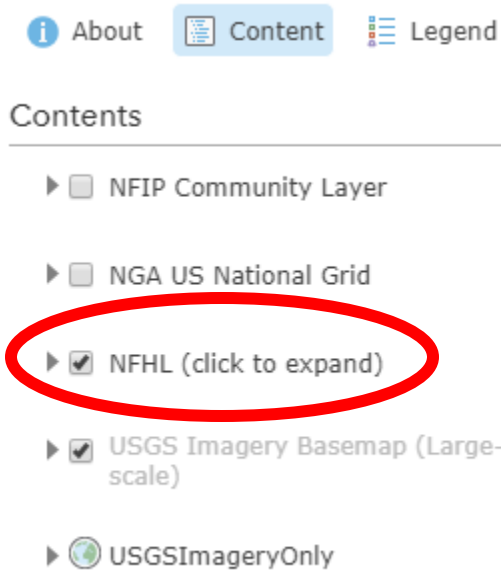 About Content Legend
Contents
NFIP Community Layer
NGA US National Grid
NFHL (click to expand)
USGS Imagery Basemap (Large-
scale)
USGSImageryOnly